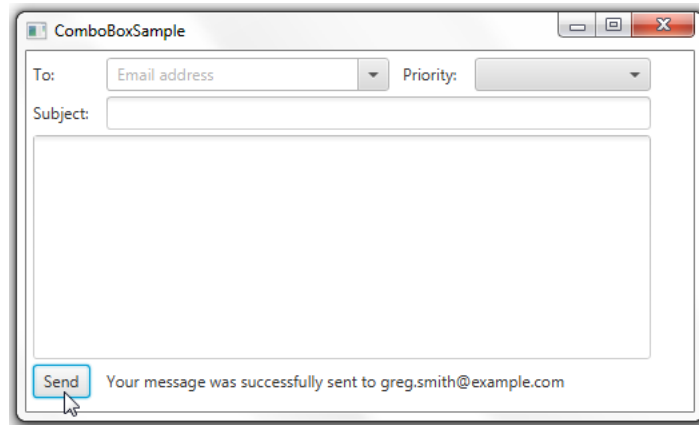 ComboBoxSample
To: Email address Priority:
Subject:
Send Your message was successfully sent to greg.smith@example.com